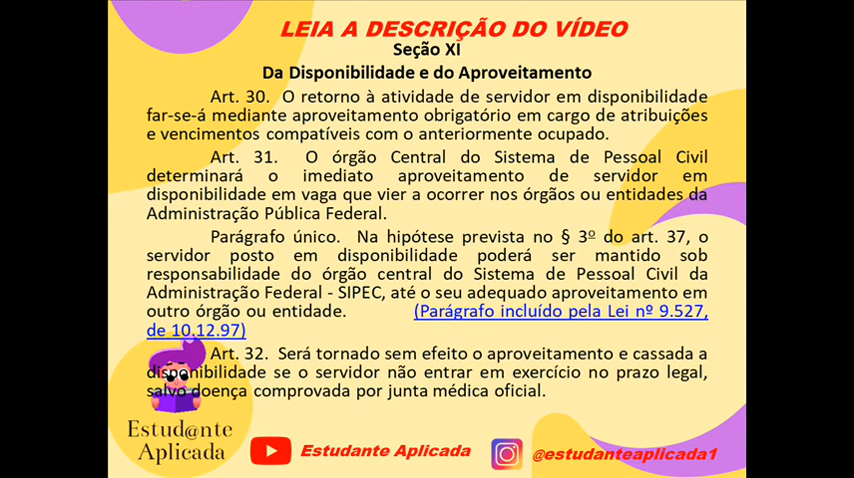 LEIA A DESCRIÇÃO DO VÍDEO
Seção XI
Da Disponibilidade e do Aproveitamento
Art. 30. O retorno à atividade de servidor em disponibilidade
far-se-á mediante aproveitamento obrigatório em cargo de atribuições
e vencimentos compatíveis com o anteriormente ocupado.
Art. 31. O órgão Central do Sistema de Pessoal Civil
determinará o imediato aproveitamento de servidor em
disponibilidade em vaga que vier a ocorrer nos órgãos ou entidades da
Administração Pública Federal.
Parágrafo único. Na hipótese prevista no § 3º do art. 37, o
servidor posto em disponibilidade poderá ser mantido sob
responsabilidade do órgão central do Sistema de Pessoal Civil da
Administração Federal - SIPEC, até o seu adequado aproveitamento em
outro órgão ou entidade. (Parágrafo incluído pela Lei nº 9.527,
de 10.12.97)
Art. 32. Será tornado sem efeito o aproveitamento e cassada a
disponibilidade se o servidor não entrar em exercício no prazo legal,
salvo doença comprovada por junta médica oficial.
Estud@nte
Aplicada
Estudante Aplicada
@estudanteaplicada1